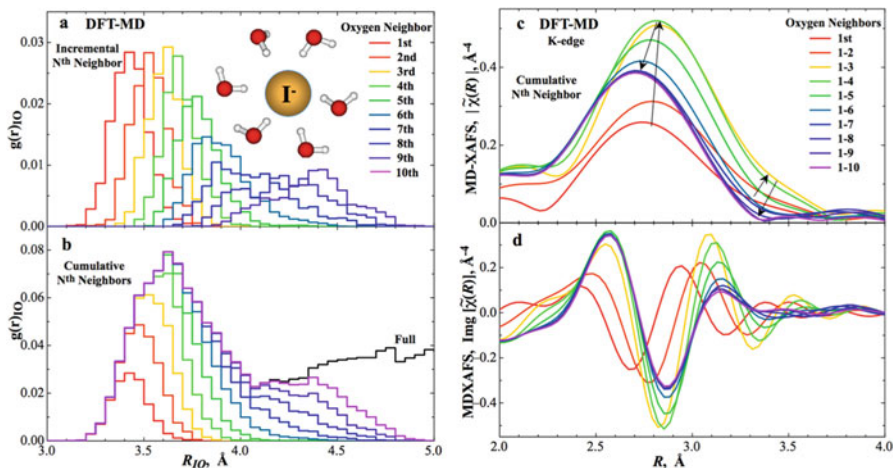 a
DFT-MD
Incremental
Nᵗʰ Neighbor
Oxygen Neighbor
1st
2nd
3rd
4th
5th
6th
7th
8th
9th
10th
I⁻
g(r)IO
0.03
0.02
0.01
0.00
b
Cumulative
Nᵗʰ Neighbors
Full
g(r)IO
0.08
0.06
0.04
0.02
0.00
3.0 3.5 4.0 4.5 5.0
R_IO, Å
c
DFT-MD
K-edge
Cumulative
Nᵗʰ Neighbor
Oxygen Neighbors
1st
1-2
1-3
1-4
1-5
1-6
1-7
1-8
1-9
1-10
MD-XAFS, |χ̃(R)|, Å⁻⁴
0.4
0.2
0.0
d
MDXAFS, Img |χ̃(R)|, Å⁻⁴
0.2
0.0
-0.2
-0.4
2.0 2.5 3.0 3.5 4.0
R, Å